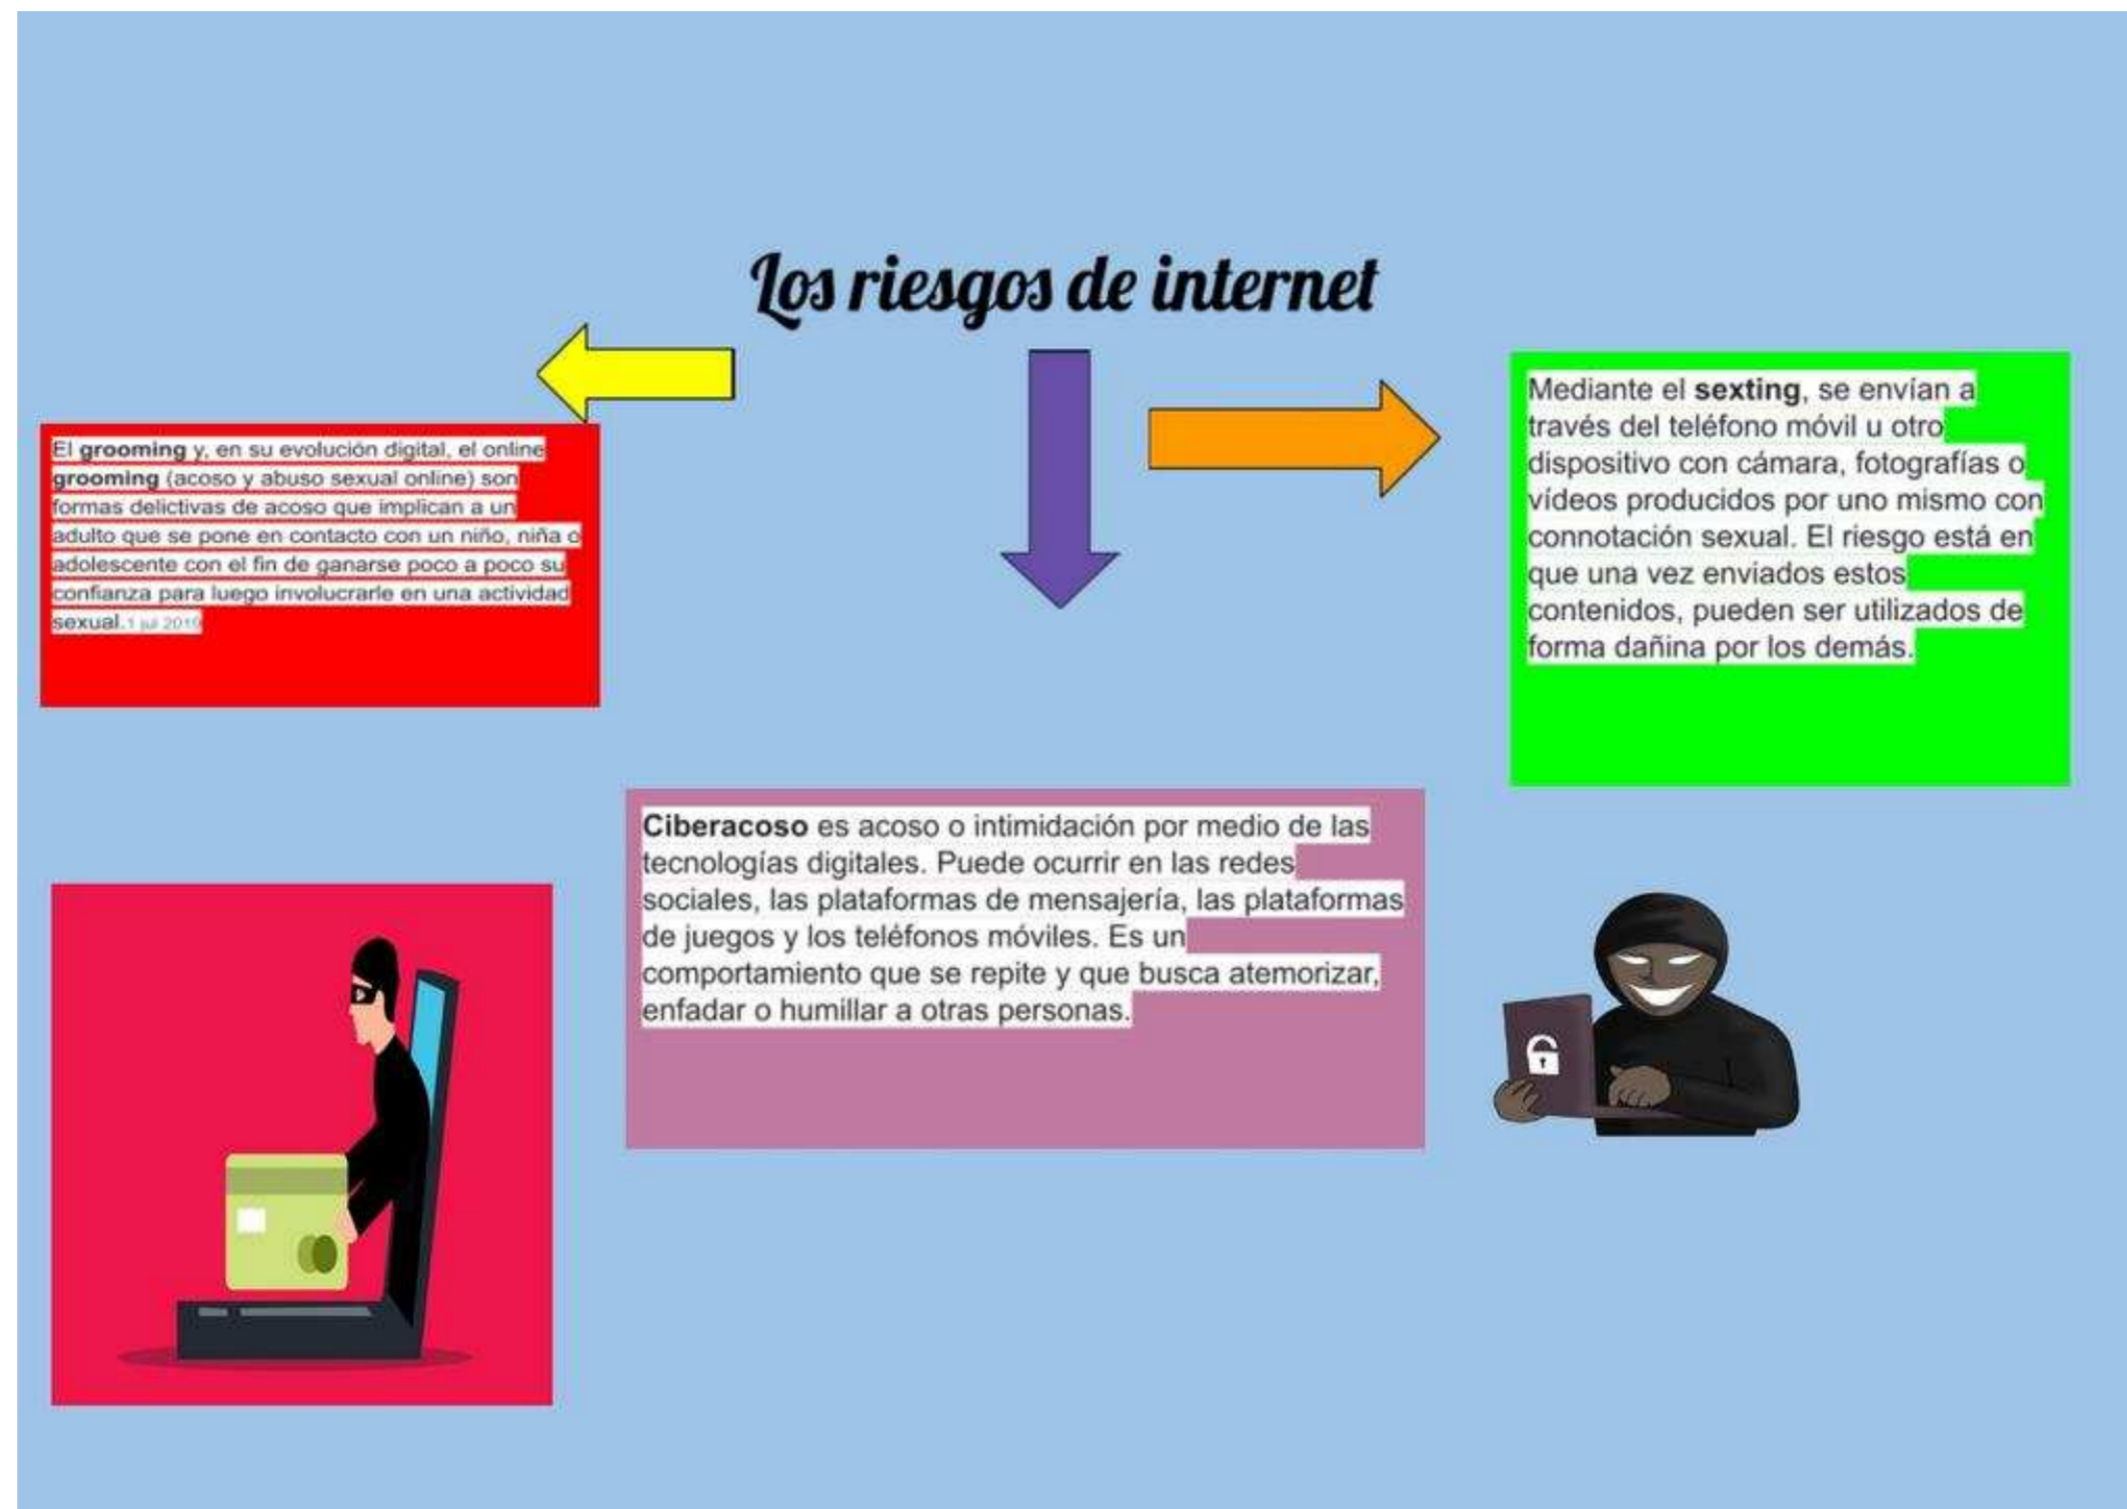 Los riesgos de internet
El grooming y, en su evolución digital, el online
grooming (acoso y abuso sexual online) son
formas delictivas de acoso que implican a un
adulto que se pone en contacto con un niño, niña o
adolescente con el fin de ganarse poco a poco su
confianza para luego involucrarle en una actividad
sexual.1 jul 2019
Mediante el sexting, se envían a
través del teléfono móvil u otro
dispositivo con cámara, fotografías o
vídeos producidos por uno mismo con
connotación sexual. El riesgo está en
que una vez enviados estos
contenidos, pueden ser utilizados de
forma dañina por los demás.
Ciberacoso es acoso o intimidación por medio de las
tecnologías digitales. Puede ocurrir en las redes
sociales, las plataformas de mensajería, las plataformas
de juegos y los teléfonos móviles. Es un
comportamiento que se repite y que busca atemorizar,
enfadar o humillar a otras personas.